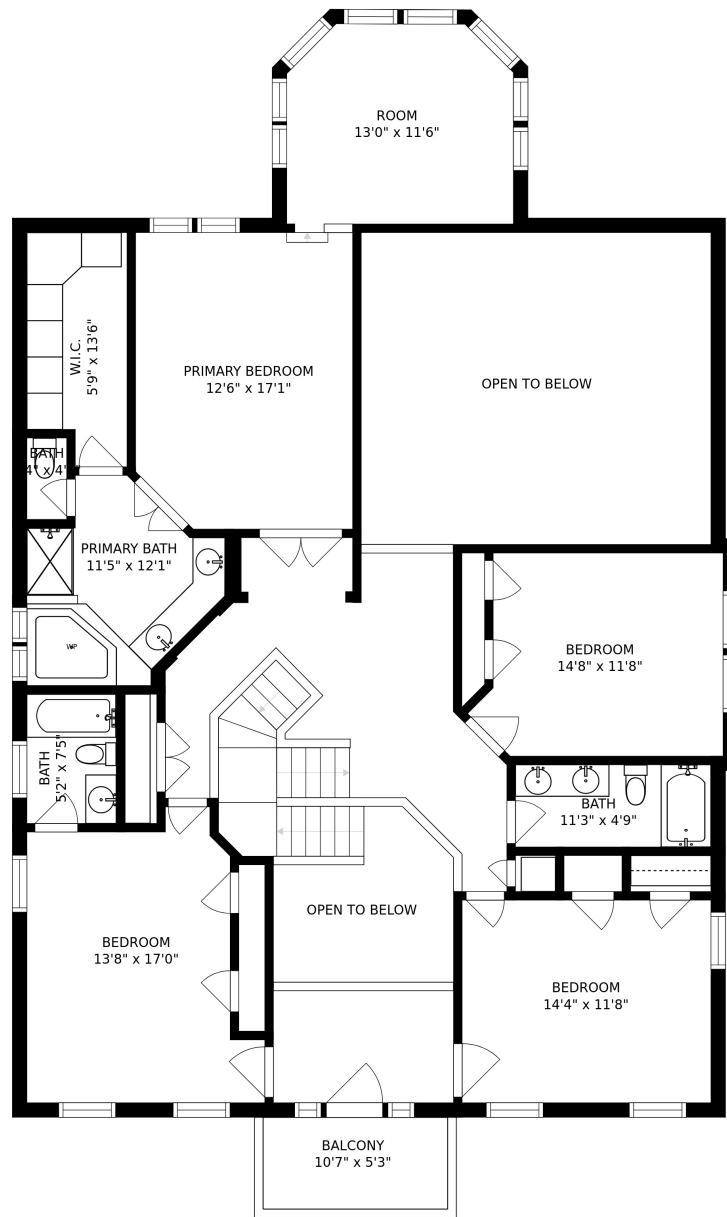 ROOM
13'0" x 11'6"
W.I.C.
5'9" x 13'6"
PRIMARY BEDROOM
12'6" x 17'1"
OPEN TO BELOW
BATH
PRIMARY BATH
11'5" x 12'1"
WP
BEDROOM
14'8" x 11'8"
BATH
5'2" x 7'5"
BATH
11'3" x 4'9"
OPEN TO BELOW
BEDROOM
13'8" x 17'0"
BEDROOM
14'4" x 11'8"
BALCONY
10'7" x 5'3"